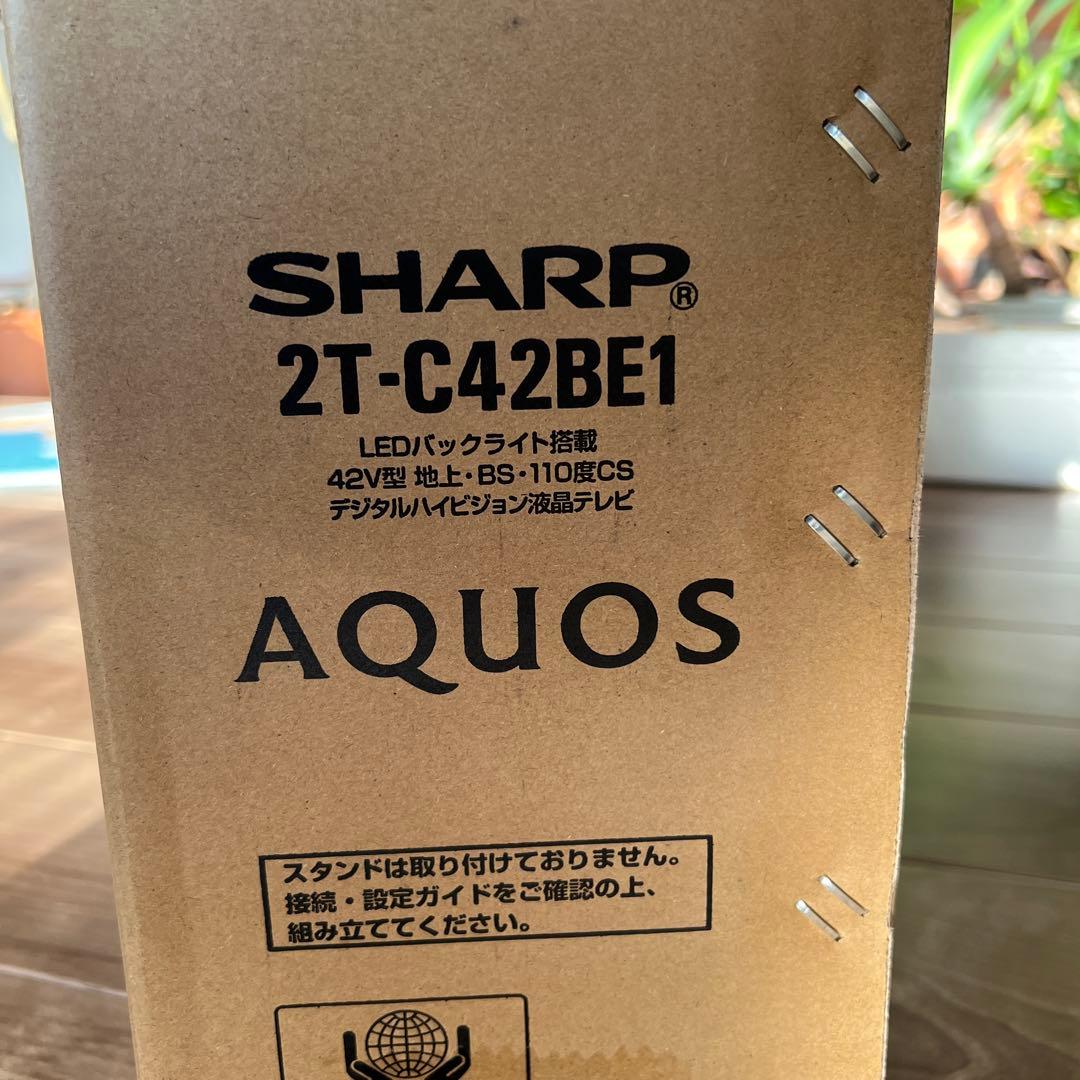 SHARP®
2T-C42BE1
LEDバックライト搭載
42V型 地上・BS・110度CS
デジタルハイビジョン液晶テレビ
AQUOS
スタンドは取り付けておりません。
接続・設定ガイドをご確認の上、
組み立ててください。